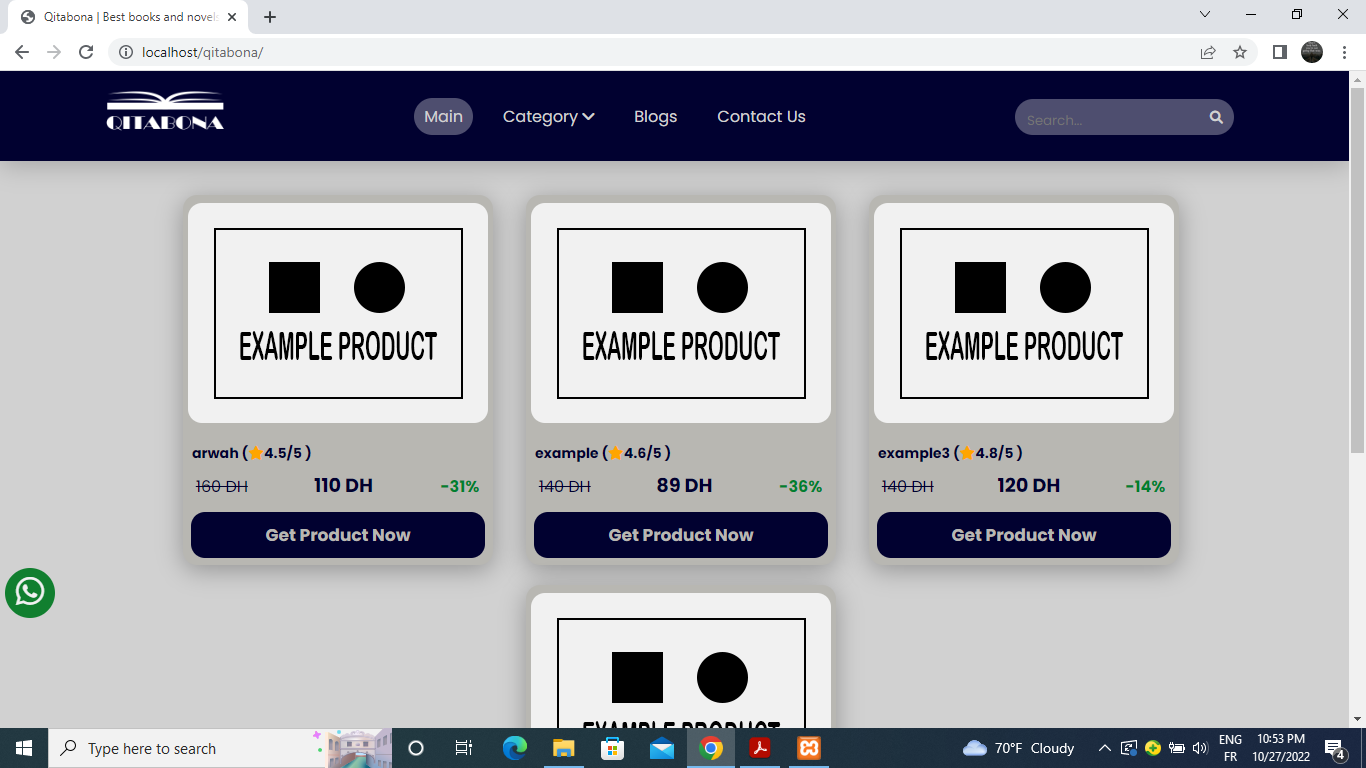 Qitabona | Best books and novels
localhost/qitabona/
QITABONA
Main
Category
Blogs
Contact Us
Search...
EXAMPLE PRODUCT
EXAMPLE PRODUCT
EXAMPLE PRODUCT
arwah (⭐4.5/5 )
example (⭐4.6/5 )
example3 (⭐4.8/5 )
160 DH 110 DH -31%
140 DH 89 DH -36%
140 DH 120 DH -14%
Get Product Now
Get Product Now
Get Product Now
EXAMPLE PRODUCT
Type here to search
70°F Cloudy
ENG
FR
10:53 PM
10/27/2022
4